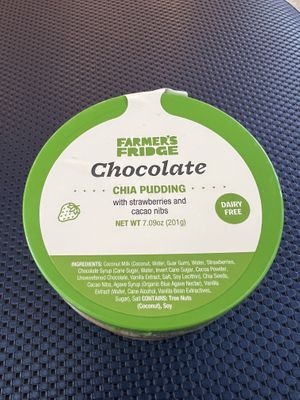 FARMER'S
FRIDGE
Chocolate
CHIA PUDDING
with strawberries and
cacao nibs
NET WT 7.09oz (201g)
DAIRY
FREE
INGREDIENTS: Coconut Milk (Coconut, Water, Guar Gum), Water, Strawberries,
Chocolate Syrup (Cane Sugar, Water, Invert Cane Sugar, Cocoa Powder,
Unsweetened Chocolate, Vanilla Extract, Salt, Soy Lecithin), Chia Seeds,
Cacao Nibs, Agave Syrup (Organic Blue Agave Nectar), Vanilla
Extract (Water, Cane Alcohol, Vanilla Bean Extractives,
Sugar), Salt CONTAINS: Tree Nuts
(Coconut), Soy